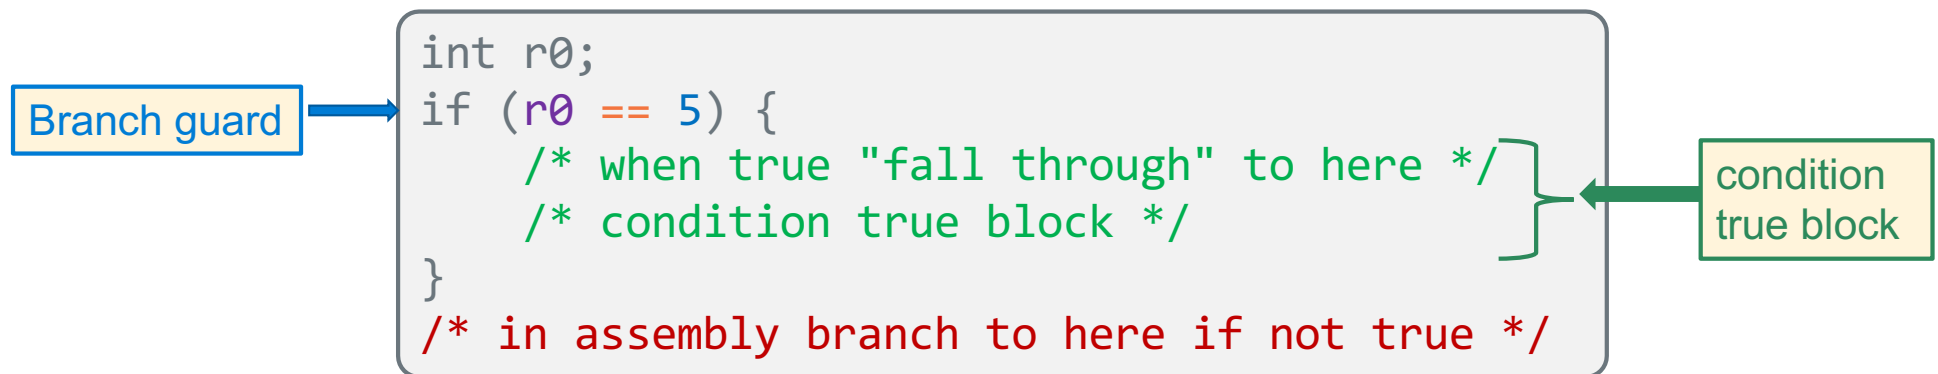 int r0;
Branch guard
if (r0 == 5) {
/* when true "fall through" to here */
/* condition true block */
}
/* in assembly branch to here if not true */
condition
true block